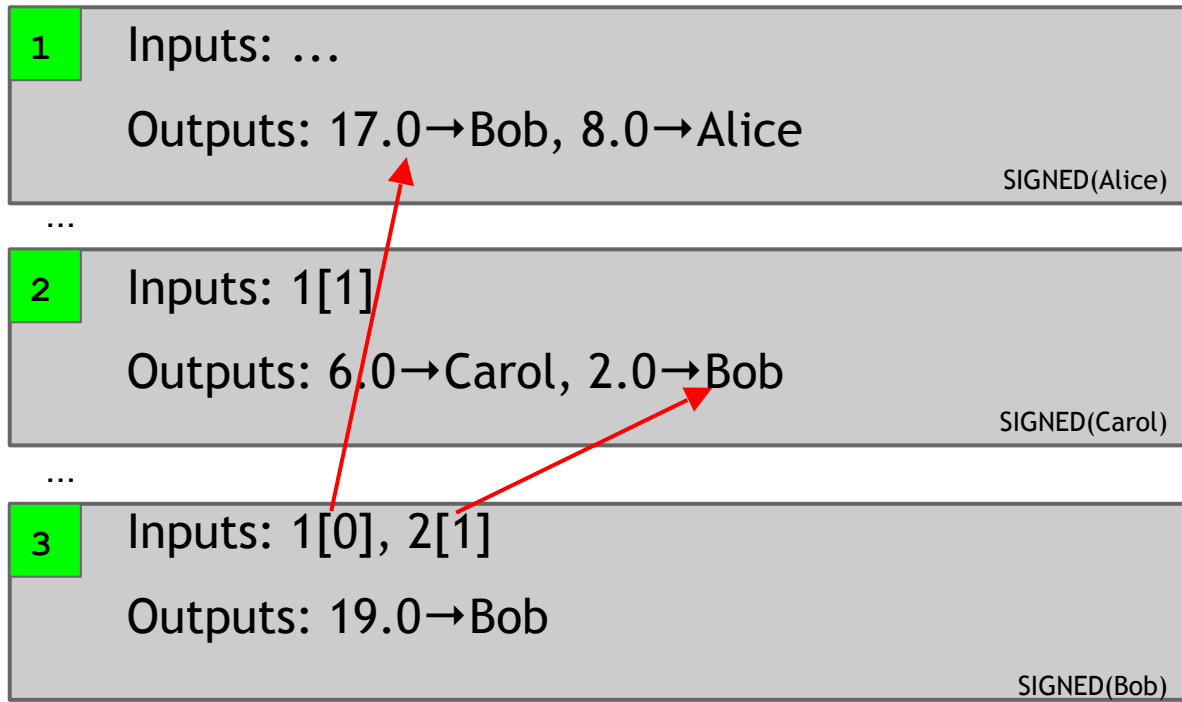 1
Inputs: ...
Outputs: 17.0→Bob, 8.0→Alice
SIGNED(Alice)
...
2
Inputs: 1[1]
Outputs: 6.0→Carol, 2.0→Bob
SIGNED(Carol)
...
3
Inputs: 1[0], 2[1]
Outputs: 19.0→Bob
SIGNED(Bob)